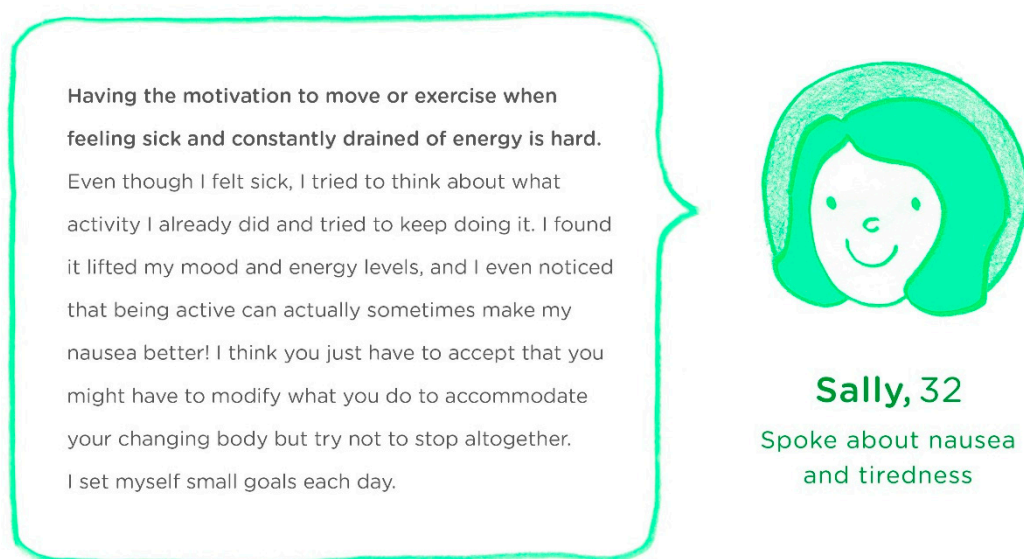 Having the motivation to move or exercise when
feeling sick and constantly drained of energy is hard.
Even though I felt sick, I tried to think about what
activity I already did and tried to keep doing it. I found
it lifted my mood and energy levels, and I even noticed
that being active can actually sometimes make my
nausea better! I think you just have to accept that you
might have to modify what you do to accommodate
your changing body but try not to stop altogether.
I set myself small goals each day.
Sally, 32
Spoke about nausea
and tiredness